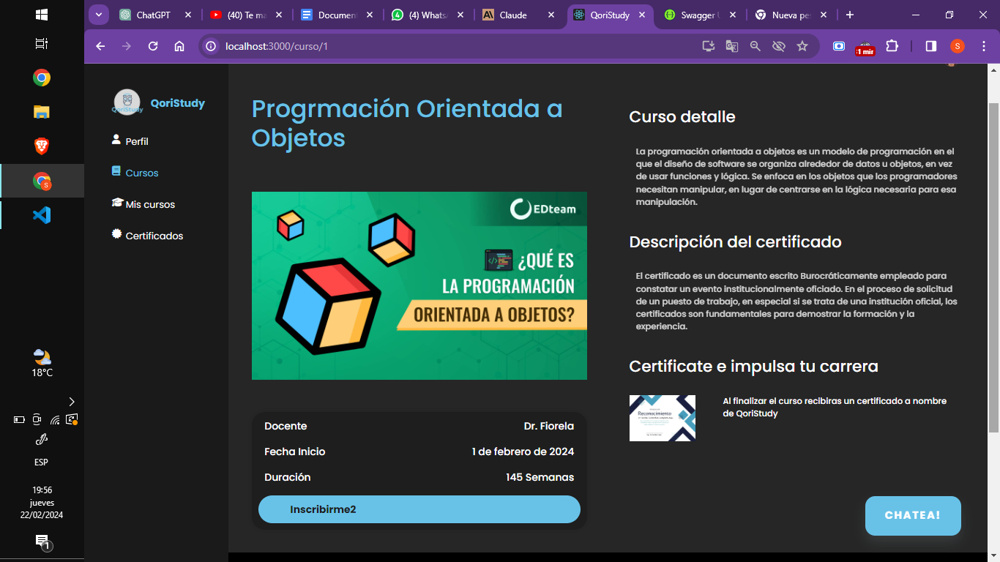 ChatGPT
(40) Te ma
Document
(4) Whats
Claude
QoriStudy
Swagger U
Nueva pe
localhost:3000/curso/1
:1 mir
S
QoriStudy
QoriStudy
Perfil
Cursos
Mis cursos
Certificados
Progrmación Orientada a
Objetos
EDteam
¿QUÉ ES
LA PROGRAMACIÓN
ORIENTADA A OBJETOS?
Docente Dr. Fiorela
Fecha Inicio 1 de febrero de 2024
Duración 145 Semanas
Inscribirme2
Curso detalle
La programación orientada a objetos es un modelo de programación en el
que el diseño de software se organiza alrededor de datos u objetos, en vez
de usar funciones y lógica. Se enfoca en los objetos que los programadores
necesitan manipular, en lugar de centrarse en la lógica necesaria para esa
manipulación.
Descripción del certificado
El certificado es un documento escrito Burocráticamente empleado para
constatar un evento institucionalmente oficiado. En el proceso de solicitud
de un puesto de trabajo, en especial si se trata de una institución oficial, los
certificados son fundamentales para demostrar la formación y la
experiencia.
Certificate e impulsa tu carrera
Reconocimiento
Al finalizar el curso recibiras un certificado a nombre
de QoriStudy
CHATEA!
S
18°C
ESP
19:56
jueves
22/02/2024
1